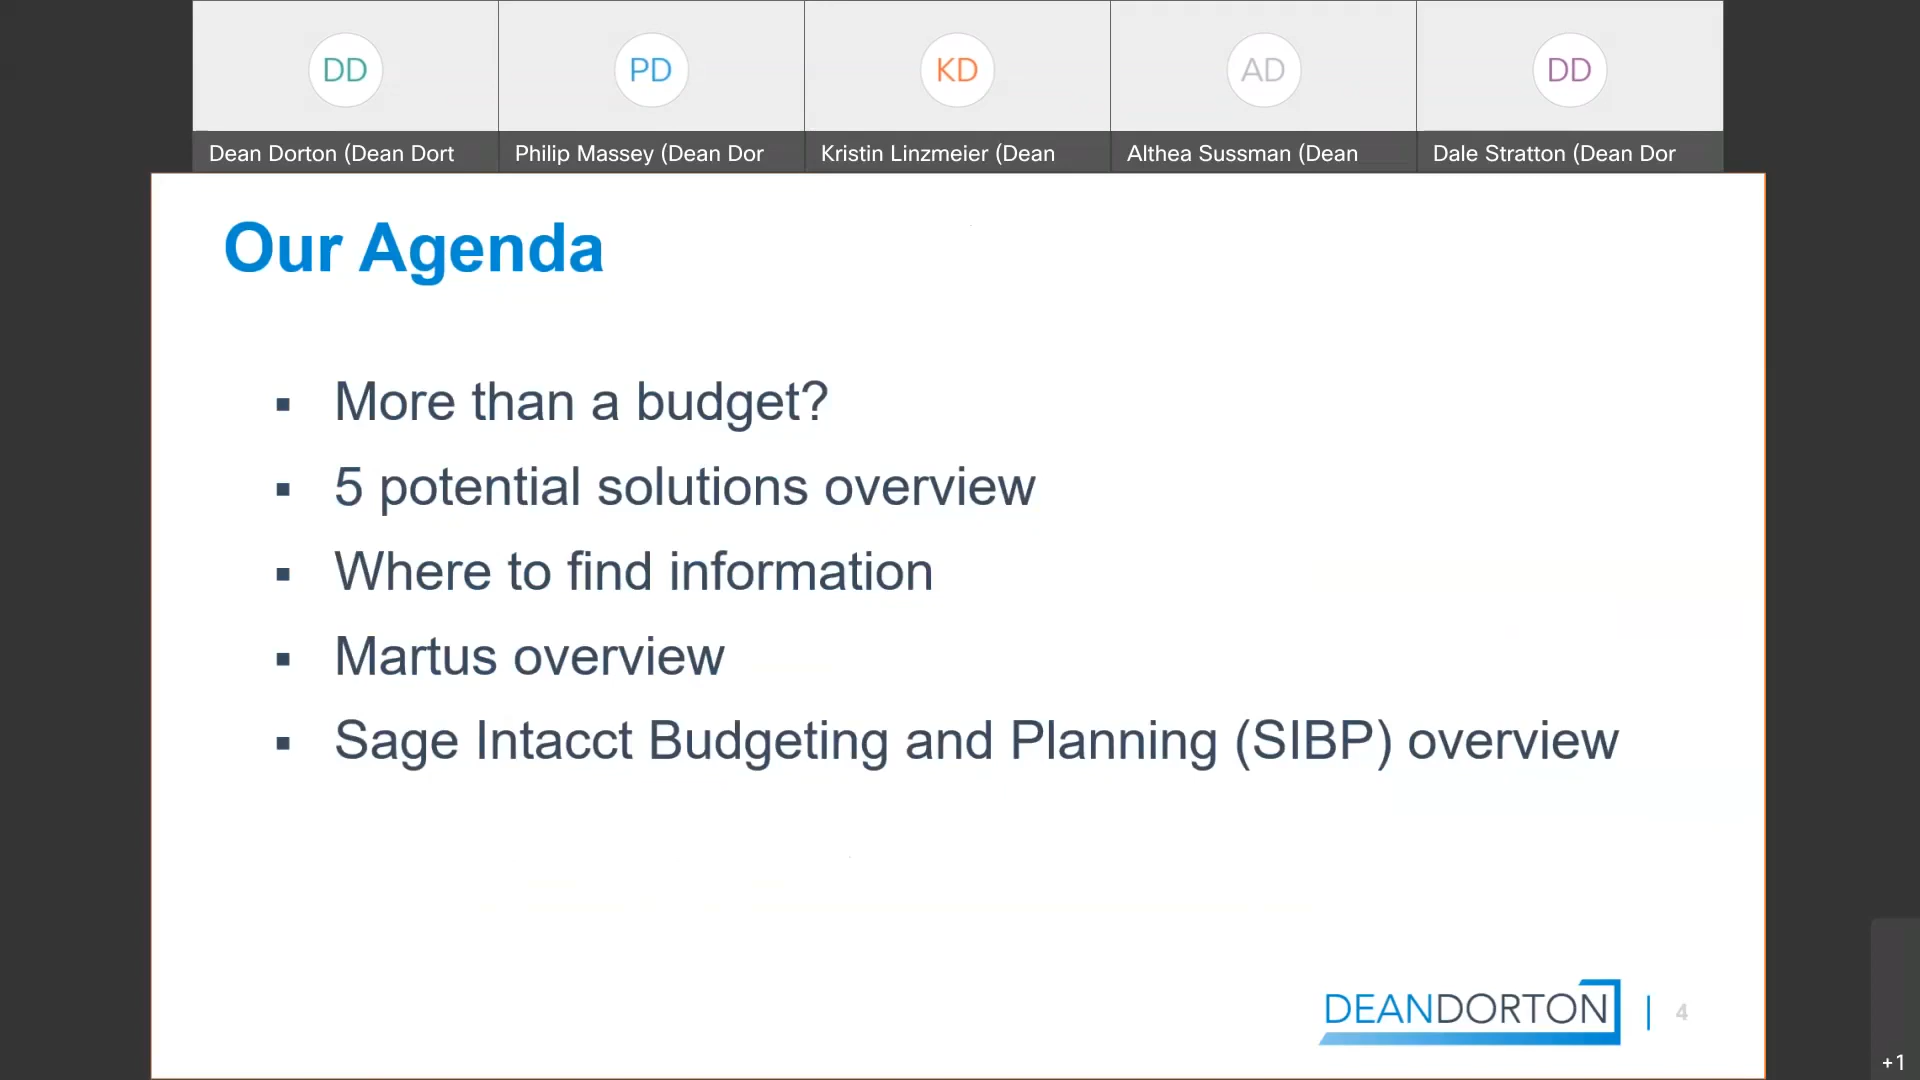 DD
PD
KD
AD
DD
Dean Dorton (Dean Dort
Philip Massey (Dean Dor
Kristin Linzmeier (Dean
Althea Sussman (Dean
Dale Stratton (Dean Dor
Our Agenda
▪ More than a budget?
▪ 5 potential solutions overview
▪ Where to find information
▪ Martus overview
▪ Sage Intacct Budgeting and Planning (SIBP) overview
DEANDORTON | 4
+1